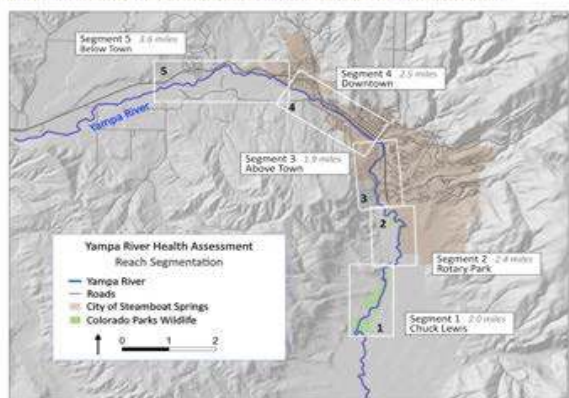 Segment 5 3.6 miles
Below Town
5
Yampa River
4
Segment 4 2.5 miles
Downtown
Segment 3 1.9 miles
Above Town
3
2
Segment 2 2.4 miles
Rotary Park
Segment 1 2.0 miles
Chuck Lewis
1
Yampa River Health Assessment
Reach Segmentation
Yampa River
Roads
City of Steamboat Springs
Colorado Parks Wildlife
0 1 2